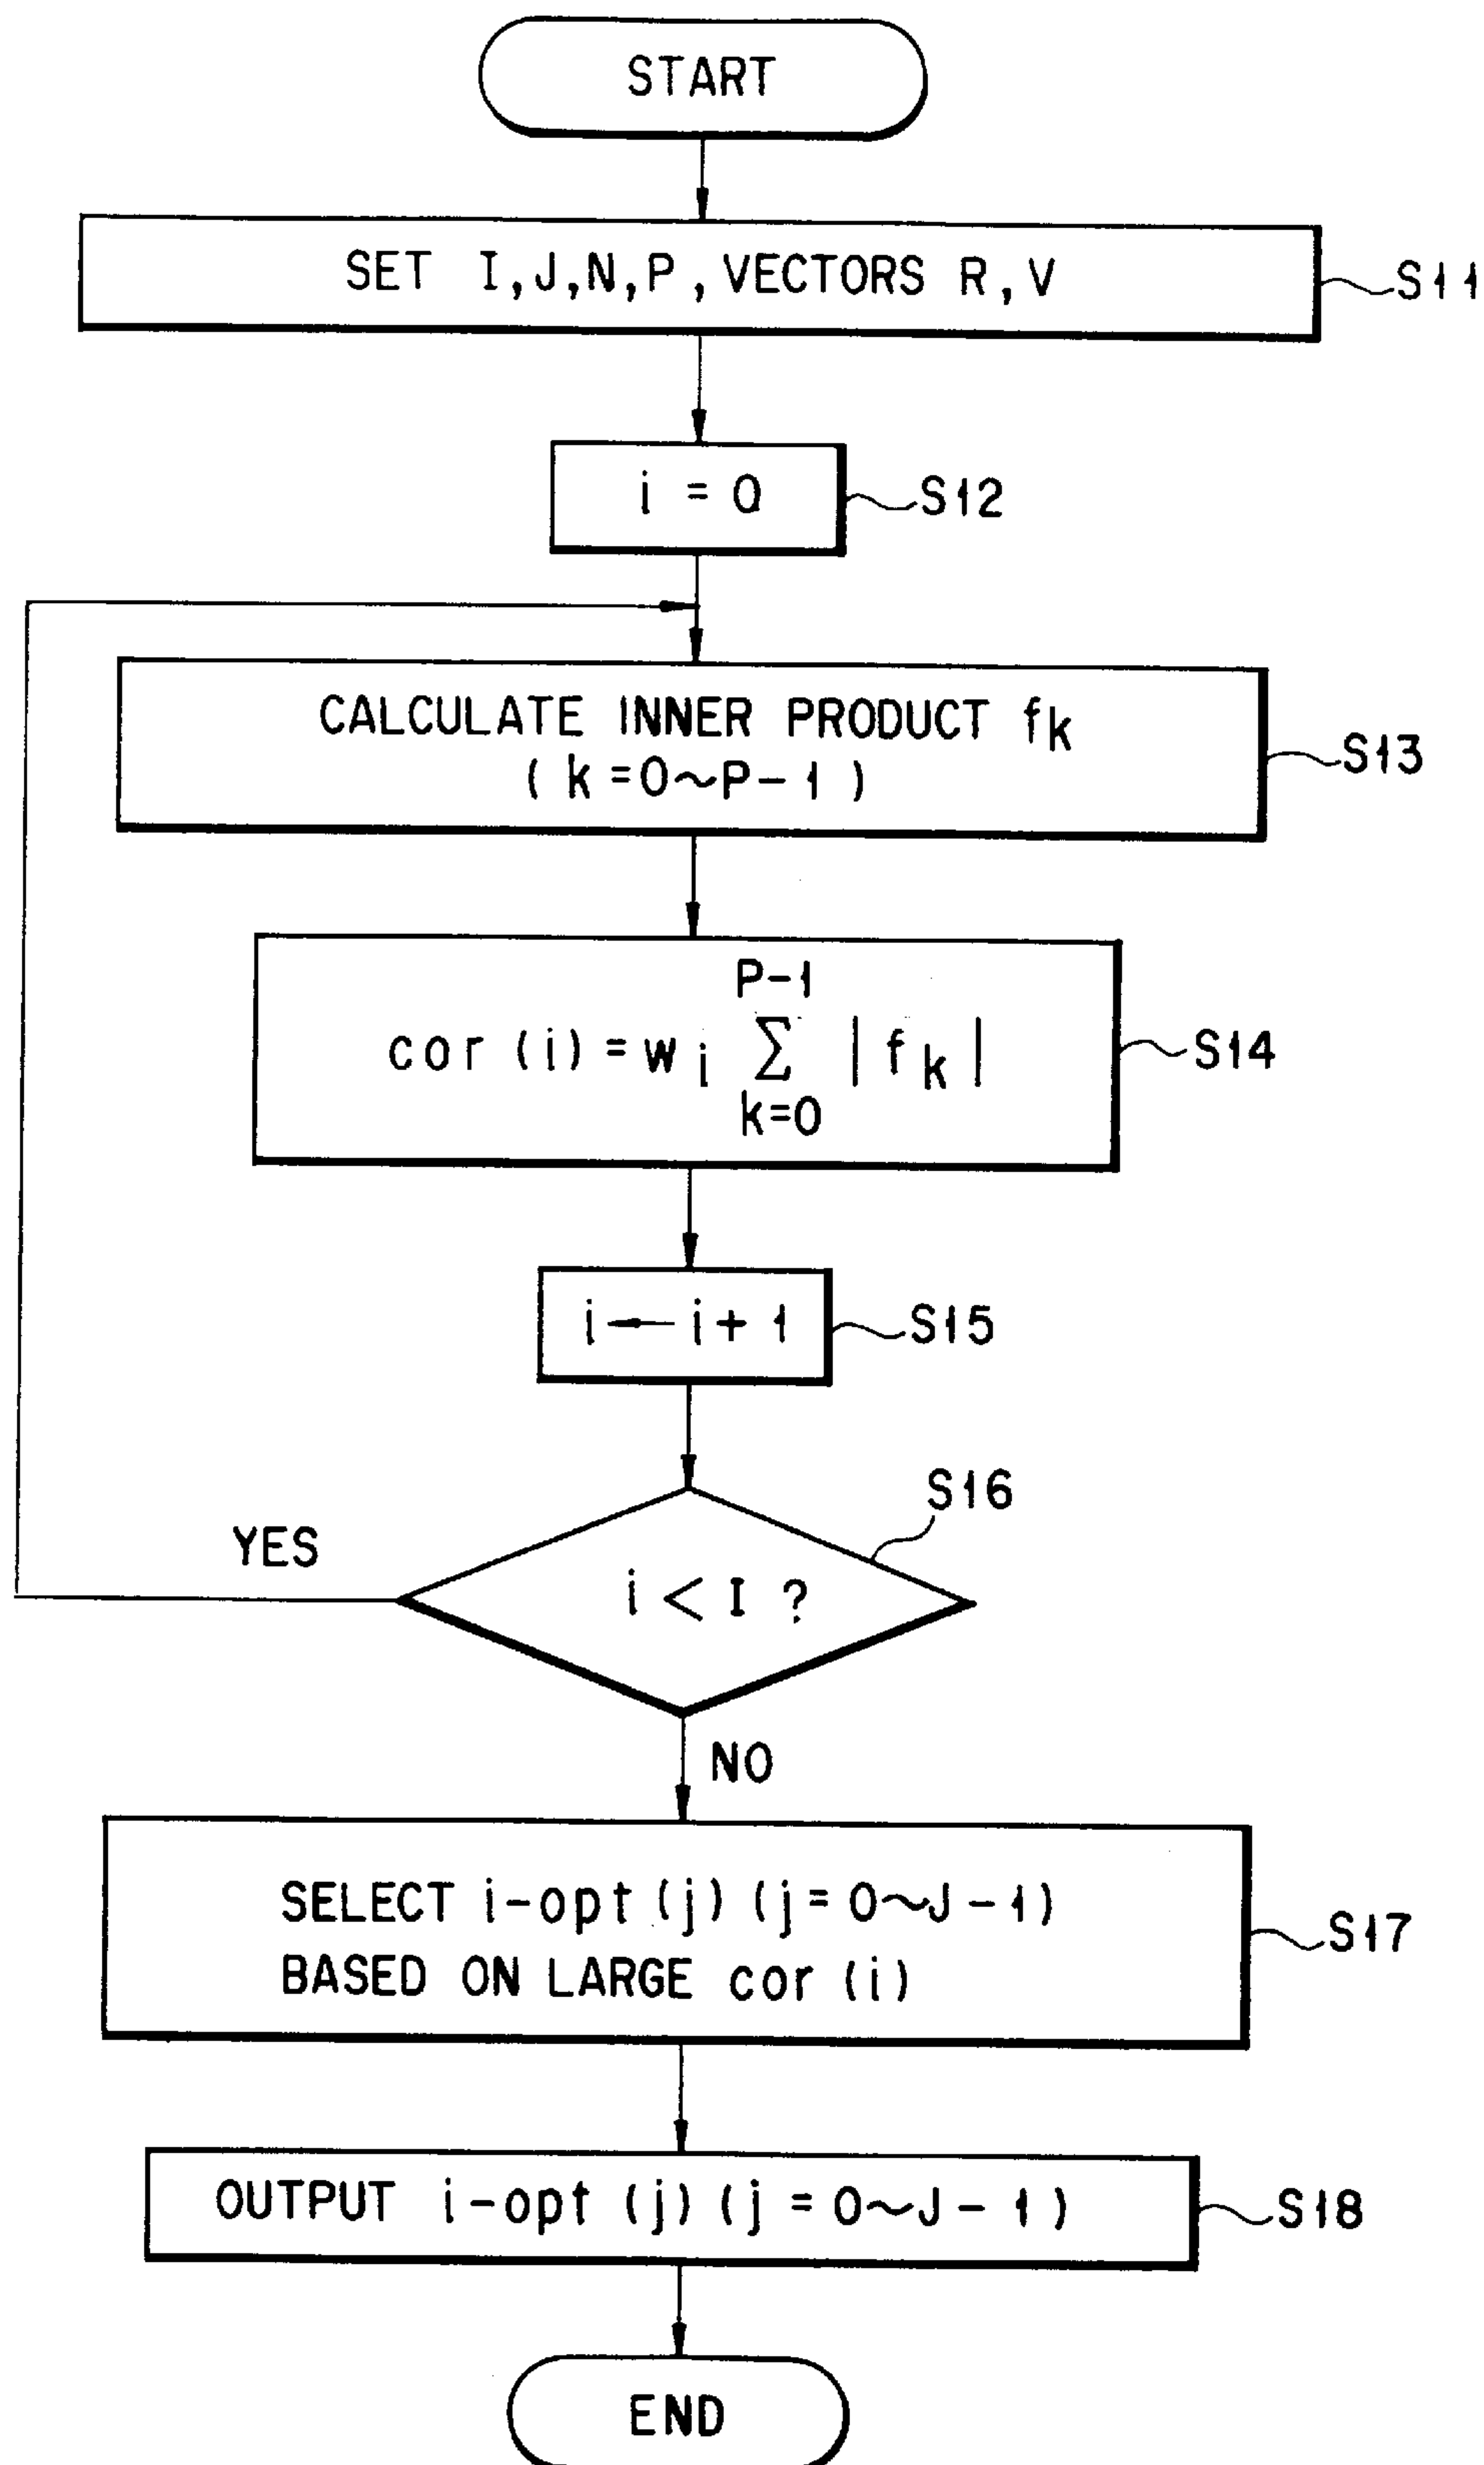 START
SET I,J,N,P,VECTORS R,V
S11
i = 0
S12
CALCULATE INNER PRODUCT fk
( k=0~P-1 )
S13
P-1
cor (i) = wi Σ | fk |
k=0
S14
i ← i + 1
S15
S16
YES
i < I ?
NO
SELECT i-opt (j) (j=0~J-1)
BASED ON LARGE cor (i)
S17
OUTPUT i-opt (j) (j=0~J-1)
S18
END